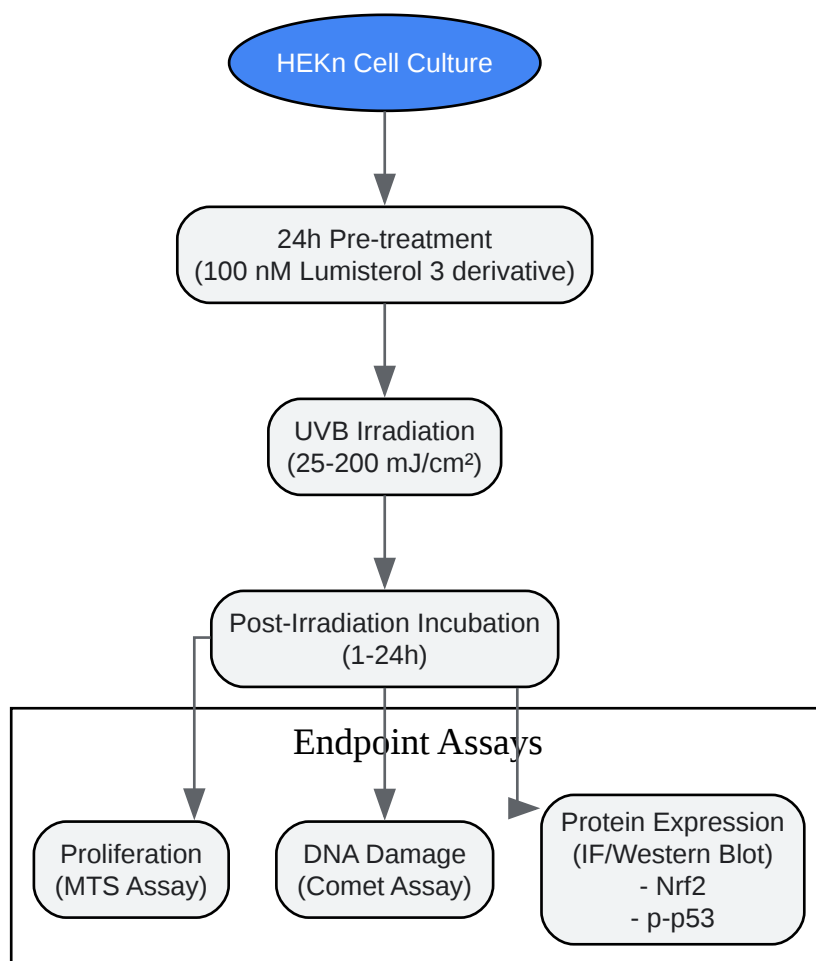 HEKn Cell Culture
24h Pre-treatment
(100 nM Lumisterol 3 derivative)
UVB Irradiation
(25-200 mJ/cm²)
Post-Irradiation Incubation
(1-24h)
Endpoint Assays
Proliferation
(MTS Assay)
DNA Damage
(Comet Assay)
Protein Expression
(IF/Western Blot)
- Nrf2
- p-p53